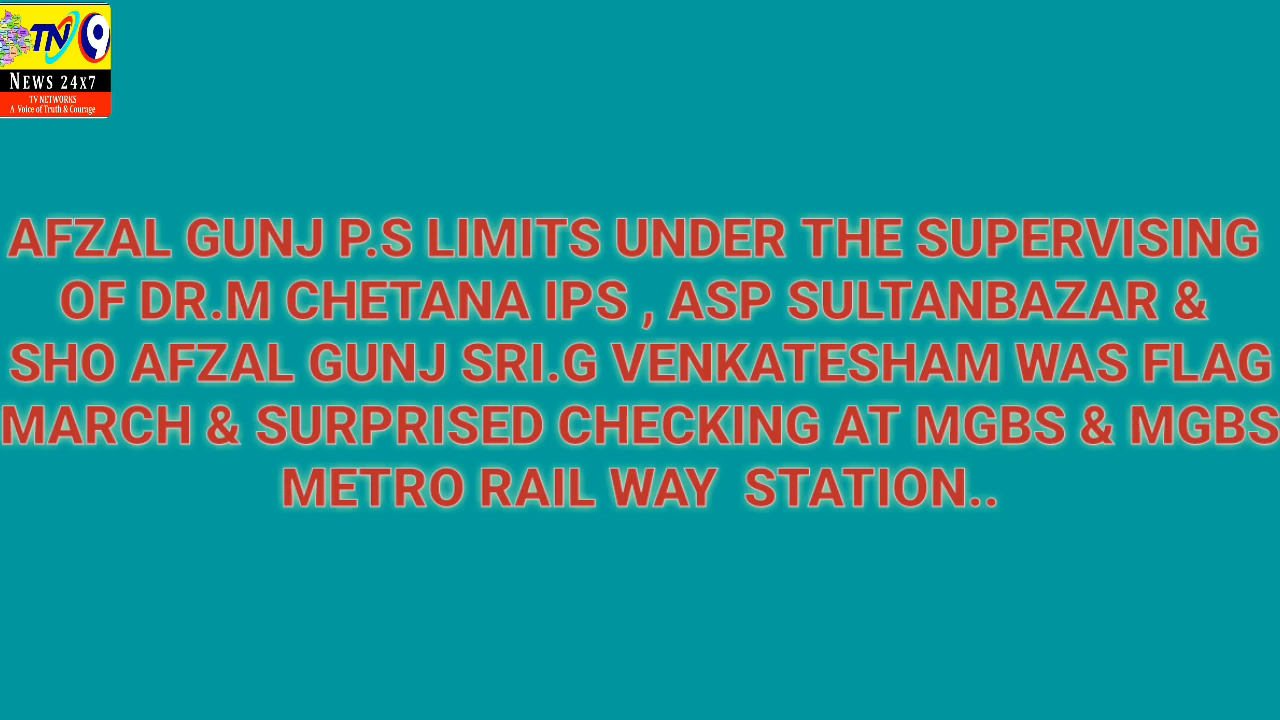 TN 9
NEWS 24x7
TV NETWORKS
A Voice of Truth & Courage
AFZAL GUNJ P.S LIMITS UNDER THE SUPERVISING
OF DR.M CHETANA IPS , ASP SULTANBAZAR &
SHO AFZAL GUNJ SRI.G VENKATESHAM WAS FLAG
MARCH & SURPRISED CHECKING AT MGBS & MGBS
METRO RAIL WAY STATION..